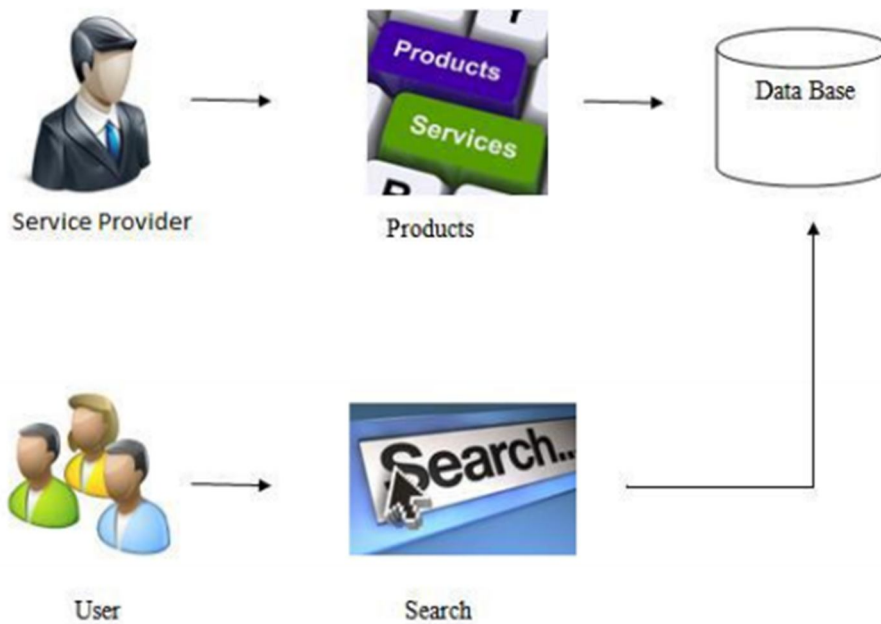 r
Products
Services
Data Base
Service Provider
Products
Search...
User
Search